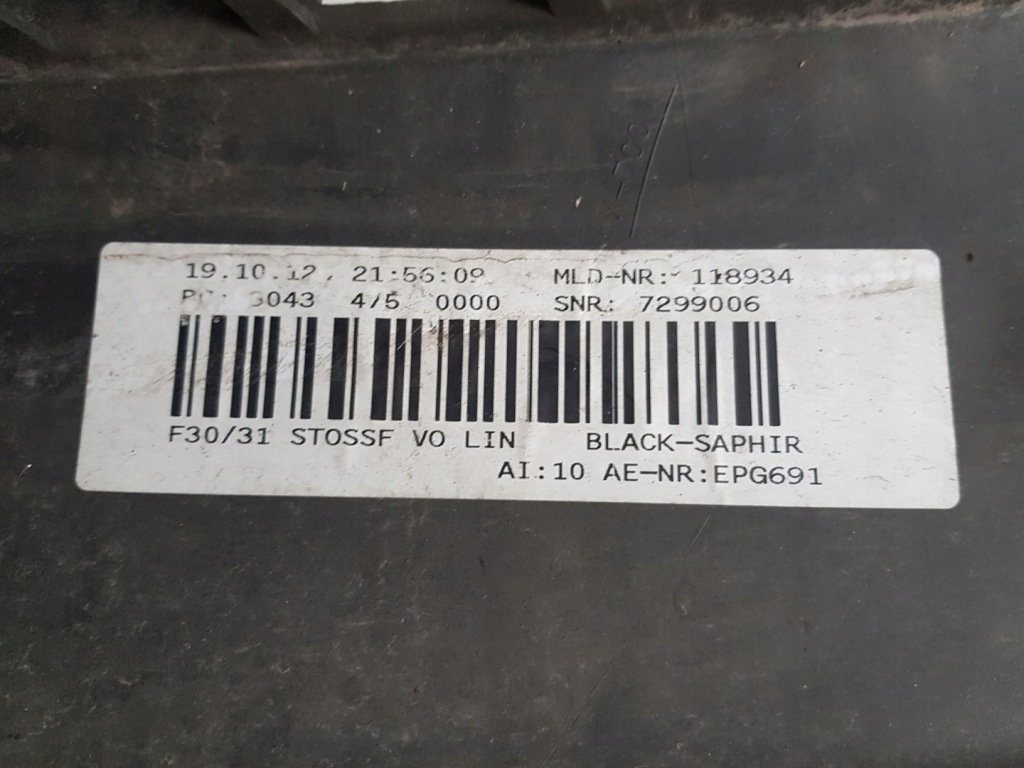 19.10.12, 21:56:09 MLD-NR: 118934
4/5 0000 SNR: 7299006
F30/31 STOSSF VO LIN BLACK-SAPHIR
AI:10 AE-NR:EPG691